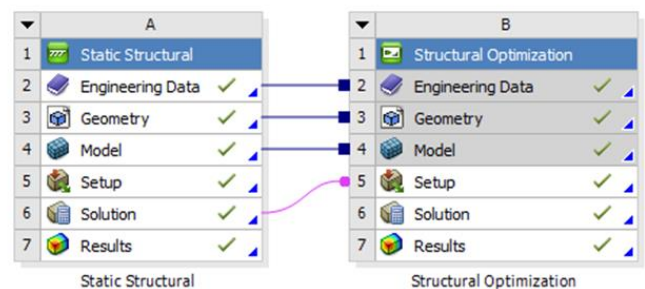 A
1 Static Structural
2 Engineering Data
3 Geometry
4 Model
5 Setup
6 Solution
7 Results
Static Structural
B
1 Structural Optimization
2 Engineering Data
3 Geometry
4 Model
5 Setup
6 Solution
7 Results
Structural Optimization